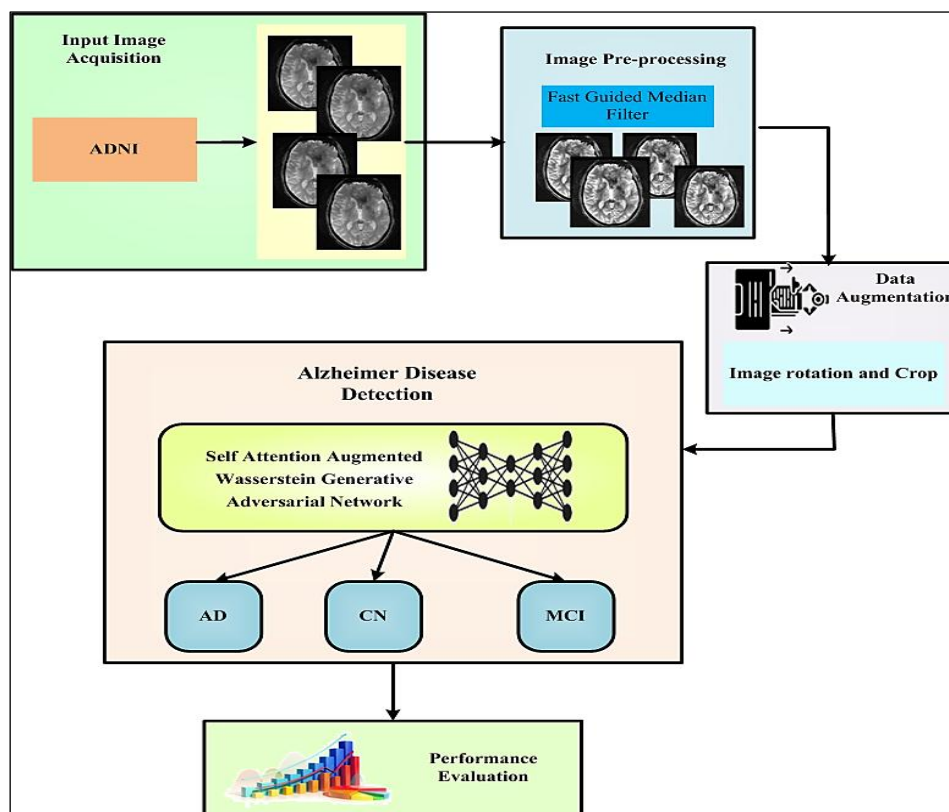 Input Image
Acquisition
ADNI
Image Pre-processing
Fast Guided Median
Filter
Data
Augmentation
Image rotation and Crop
Alzheimer Disease
Detection
Self Attention Augmented
Wasserstein Generative
Adversarial Network
AD
CN
MCI
Performance
Evaluation